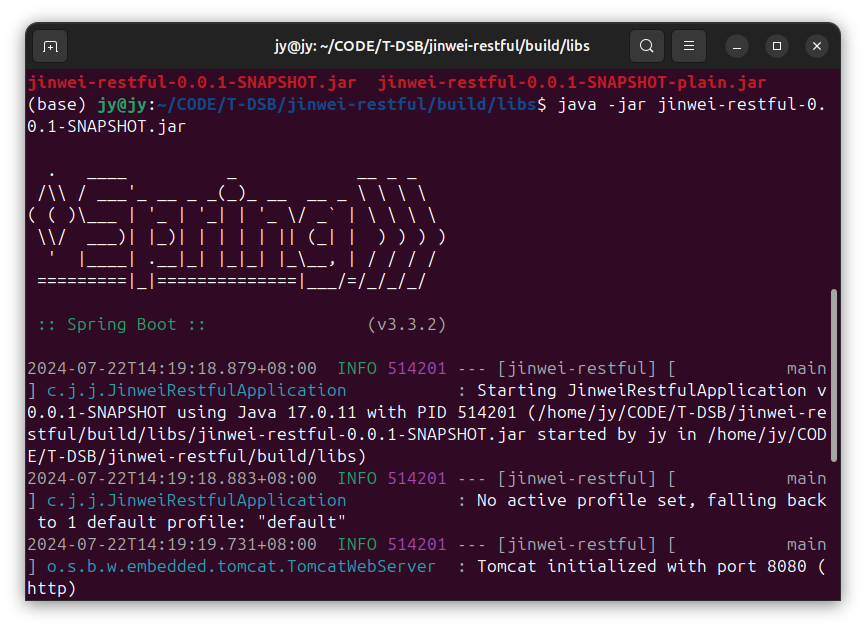 jy@jy: ~/CODE/T-DSB/jinwei-restful/build/libs
jinwei-restful-0.0.1-SNAPSHOT.jar  jinwei-restful-0.0.1-SNAPSHOT-plain.jar
(base) jy@jy:~/CODE/T-DSB/jinwei-restful/build/libs$ java -jar jinwei-restful-0.
0.1-SNAPSHOT.jar
  .   ____          _            __ _ _
 /\\ / ___'_ __ _ _(_)_ __  __ _ \ \ \ \
( ( )\___ | '_ | '_| | '_ \/ _` | \ \ \ \
 \\/  ___)| |_)| | | | | || (_| |  ) ) ) )
  '  |____| .__|_| |_|_| |_\__, | / / / /
 =========|_|==============|___/=/_/_/_/
 :: Spring Boot ::                (v3.3.2)
2024-07-22T14:19:18.879+08:00  INFO 514201 --- [jinwei-restful] [           main
] c.j.j.JinweiRestfulApplication           : Starting JinweiRestfulApplication v
0.0.1-SNAPSHOT using Java 17.0.11 with PID 514201 (/home/jy/CODE/T-DSB/jinwei-re
stful/build/libs/jinwei-restful-0.0.1-SNAPSHOT.jar started by jy in /home/jy/COD
E/T-DSB/jinwei-restful/build/libs)
2024-07-22T14:19:18.883+08:00  INFO 514201 --- [jinwei-restful] [           main
] c.j.j.JinweiRestfulApplication           : No active profile set, falling back
 to 1 default profile: "default"
2024-07-22T14:19:19.731+08:00  INFO 514201 --- [jinwei-restful] [           main
] o.s.b.w.embedded.tomcat.TomcatWebServer  : Tomcat initialized with port 8080 (
http)